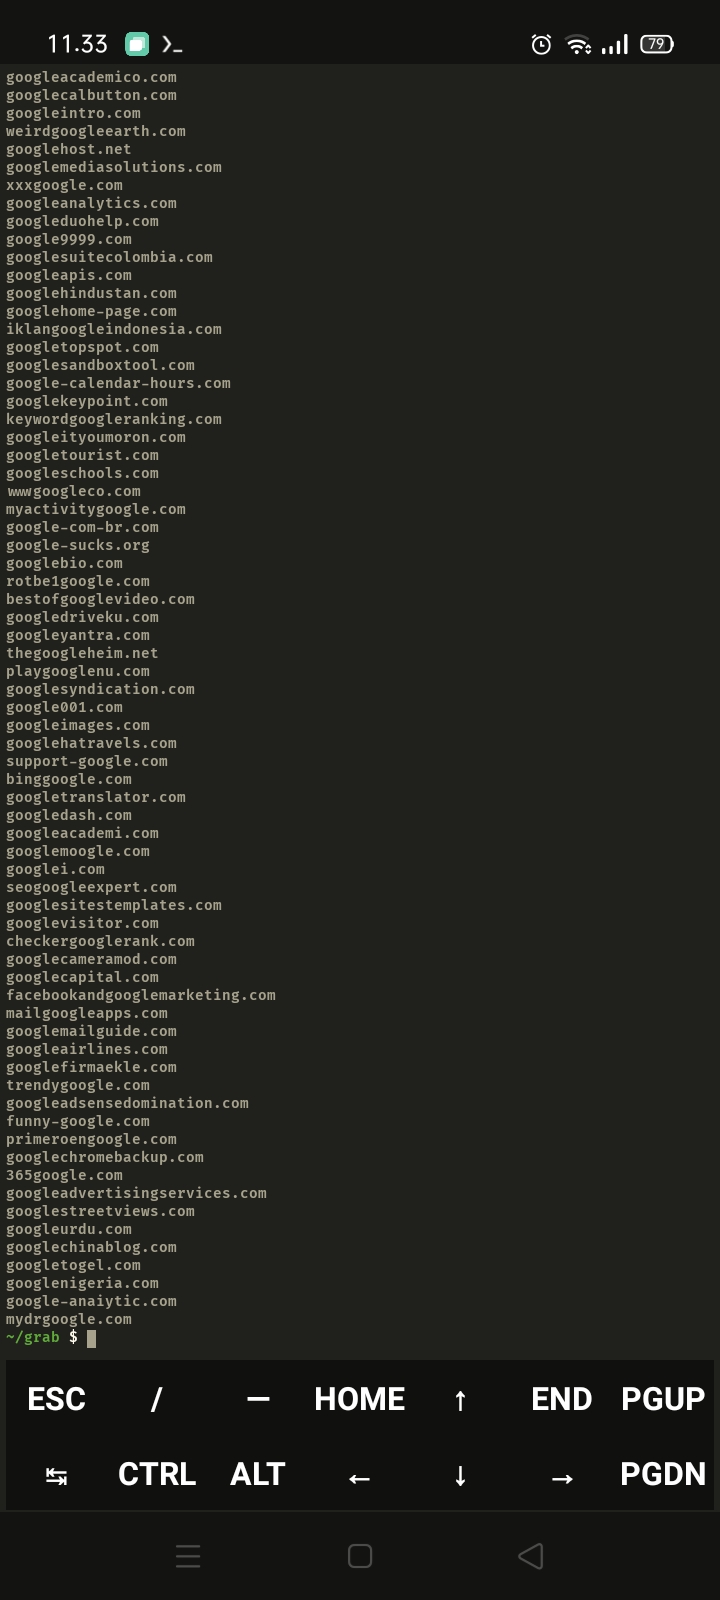 11.33
79
googleacademico.com
googlecalbutton.com
googleintro.com
weirdgoogleearth.com
googlehost.net
googlemediasolutions.com
xxxgoogle.com
googleanalytics.com
googleduohelp.com
google9999.com
googlesuitecolombia.com
googleapis.com
googlehindustan.com
googlehome-page.com
iklangoogleindonesia.com
googletopspot.com
googlesandboxtool.com
google-calendar-hours.com
googlekeypoint.com
keywordgoogleranking.com
googleityoumoron.com
googletourist.com
googleschools.com
wwwgoogleco.com
myactivitygoogle.com
google-com-br.com
google-sucks.org
googlebio.com
rotbe1google.com
bestofgooglevideo.com
googledriveku.com
googleyantra.com
thegoogleheim.net
playgooglenu.com
googlesyndication.com
google001.com
googleimages.com
googlehatravels.com
support-google.com
binggoogle.com
googletranslator.com
googledash.com
googleacademi.com
googlemoogle.com
googlei.com
seogoogleexpert.com
googlesitestemplates.com
googlevisitor.com
checkergooglerank.com
googlecameramod.com
googlecapital.com
facebookandgooglemarketing.com
mailgoogleapps.com
googlemailguide.com
googleairlines.com
googlefirmaekle.com
trendygoogle.com
googleadsensedomination.com
funny-google.com
primeroengoogle.com
googlechromebackup.com
365google.com
googleadvertisingservices.com
googlestreetviews.com
googleurdu.com
googlechinablog.com
googletogel.com
googlenigeria.com
google-anaiytic.com
mydrgoogle.com
~/grab $
ESC / — HOME ↑ END PGUP
↹ CTRL ALT ← ↓ → PGDN